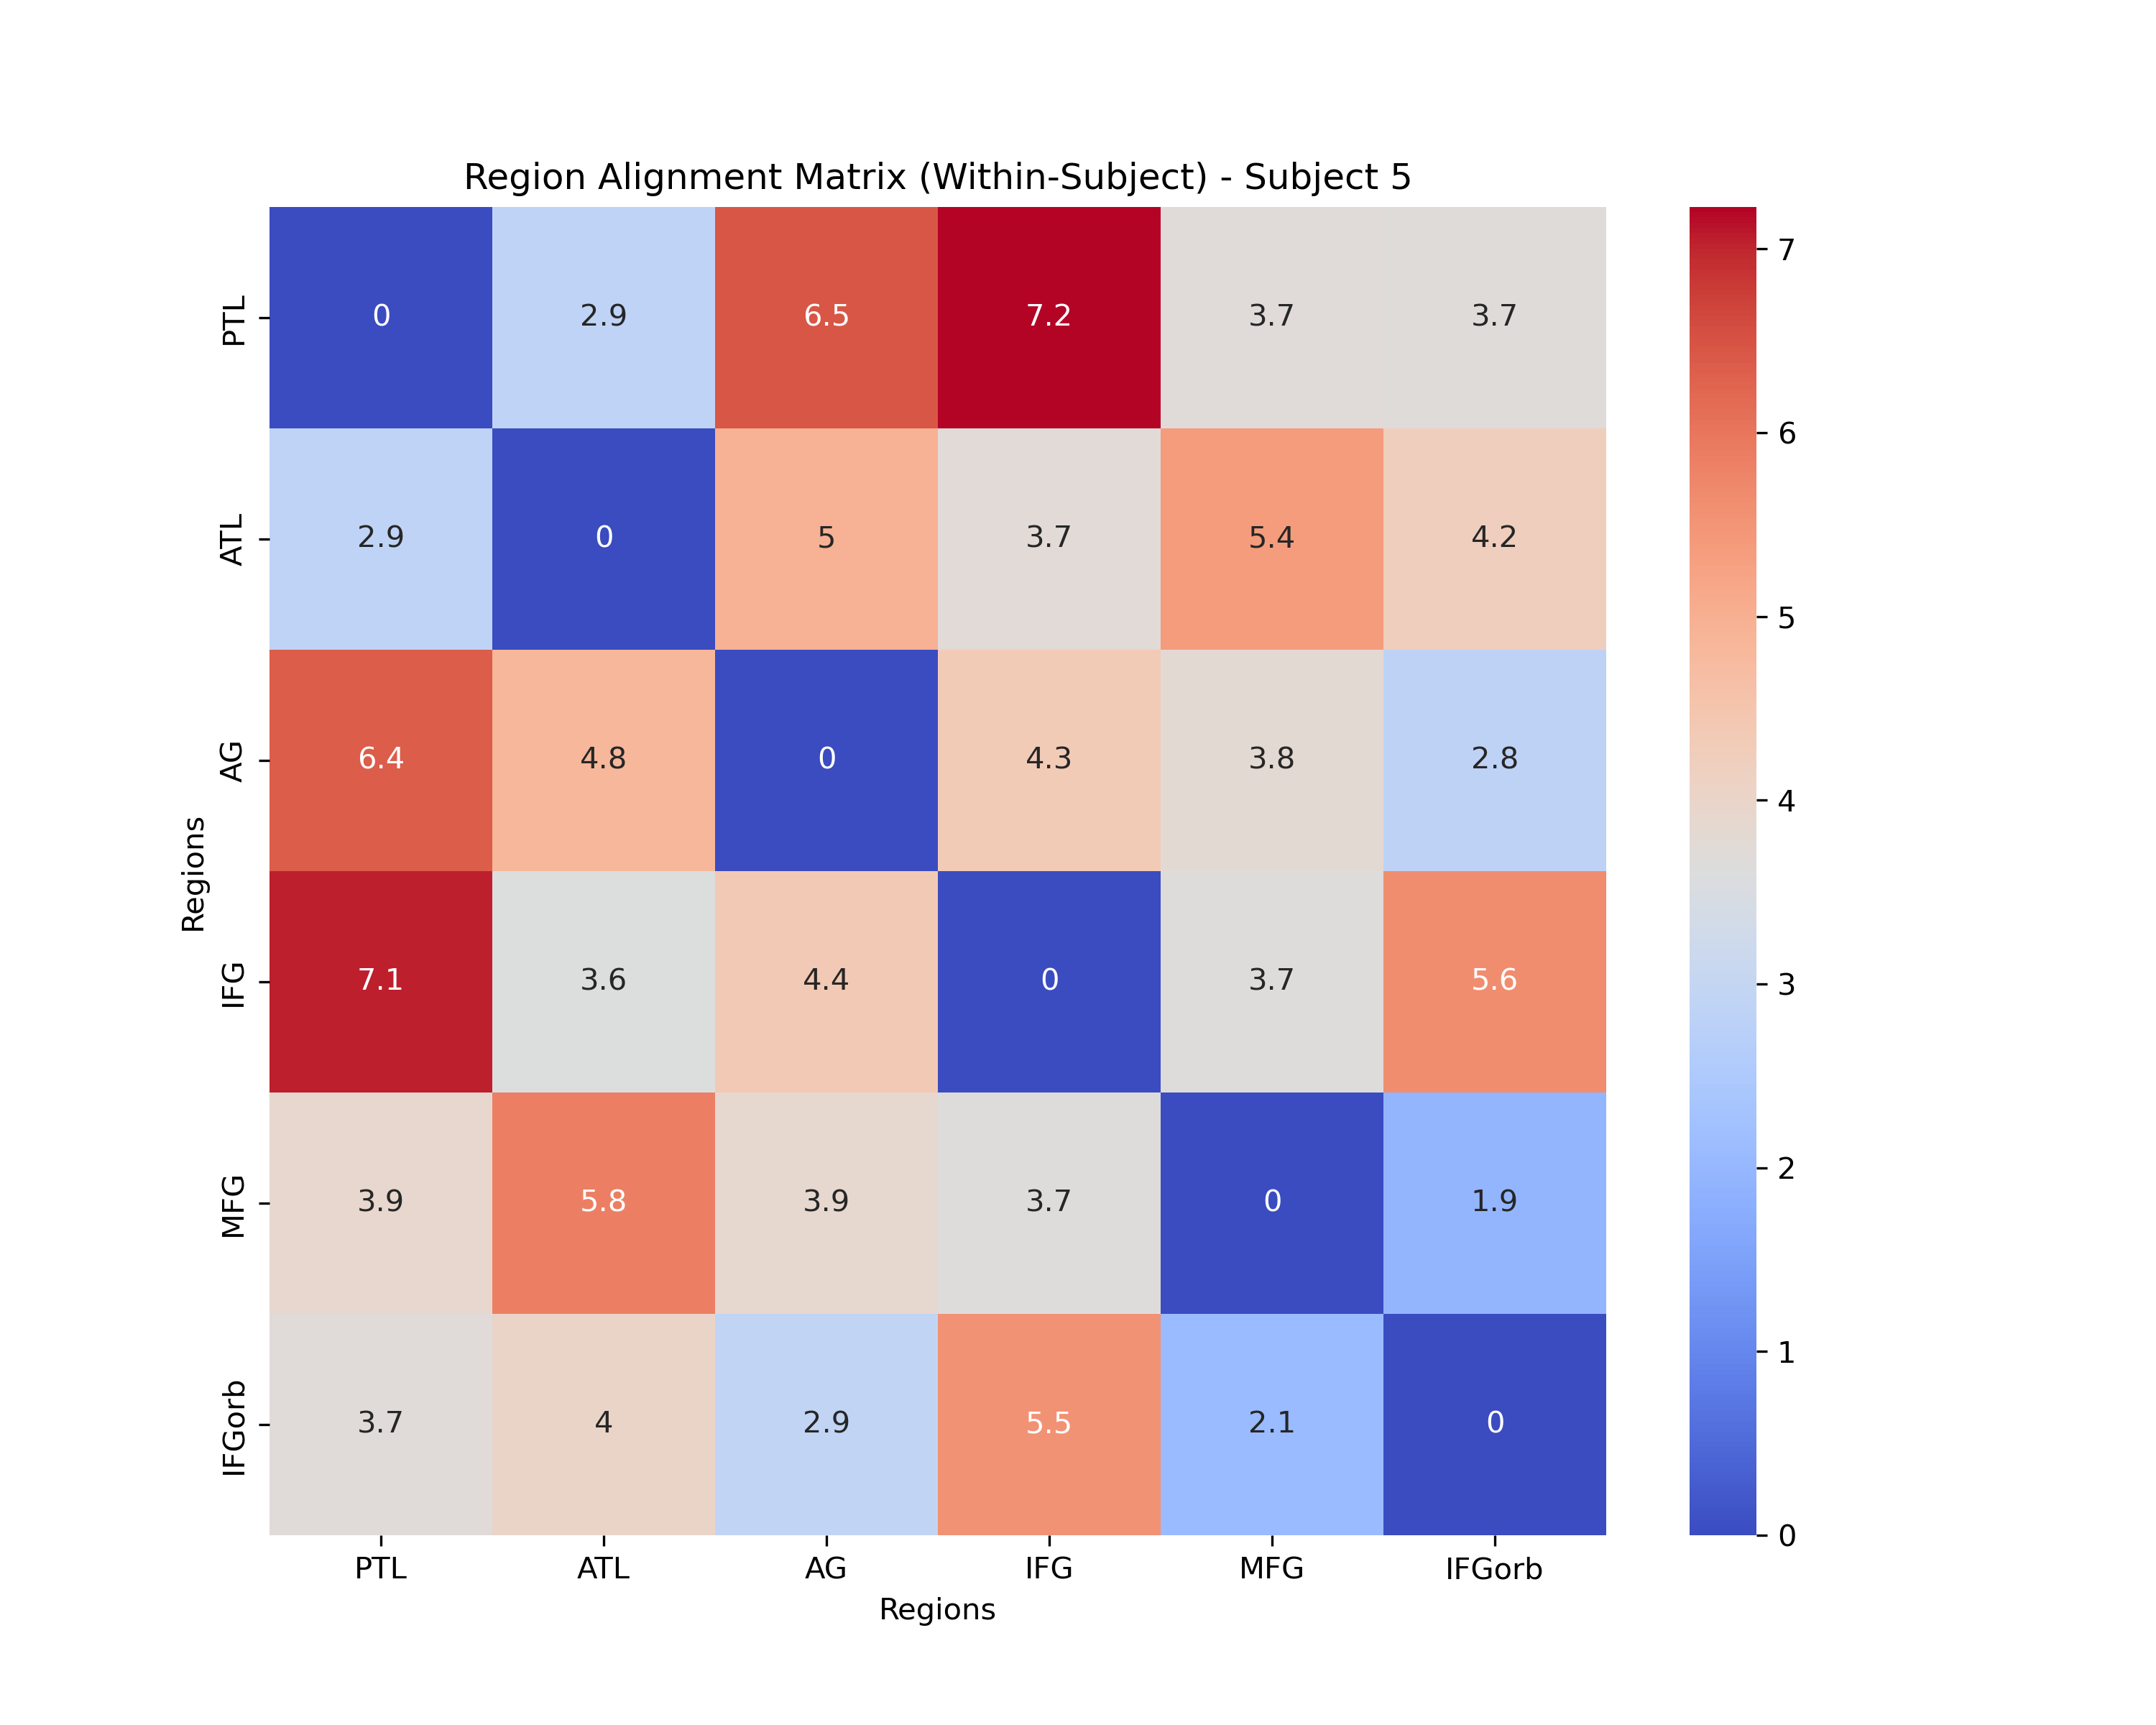 Region Alignment Matrix (Within-Subject) - Subject 5
PTL 0 2.9 6.5 7.2 3.7 3.7
ATL 2.9 0 5 3.7 5.4 4.2
AG 6.4 4.8 0 4.3 3.8 2.8
IFG 7.1 3.6 4.4 0 3.7 5.6
MFG 3.9 5.8 3.9 3.7 0 1.9
IFGorb 3.7 4 2.9 5.5 2.1 0
PTL ATL AG IFG MFG IFGorb
Regions
Regions
7
6
5
4
3
2
1
0